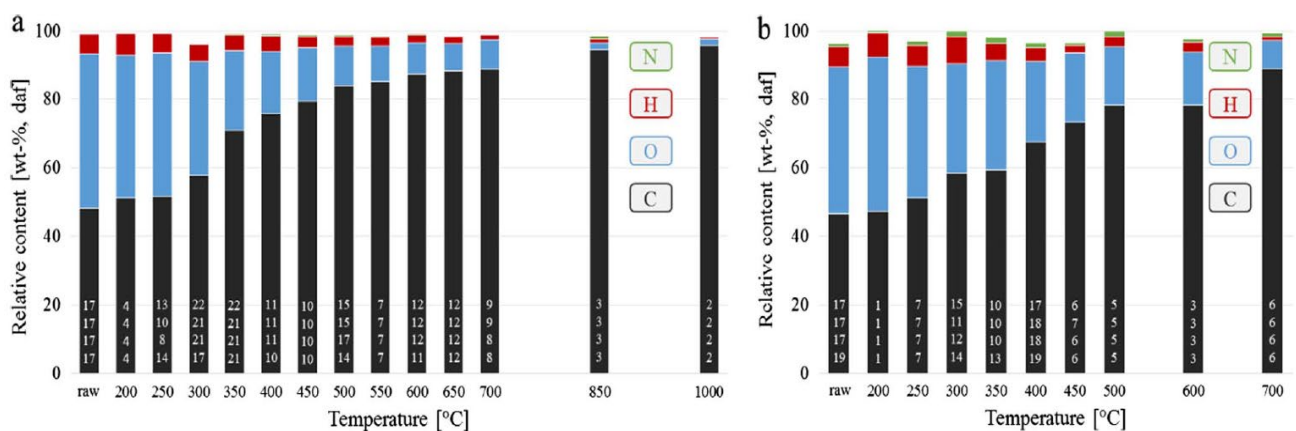 a
Relative content [wt-%, daf]
100
80
60
40
20
0
N
H
O
C
17 4 13 22 22 11 10 15 7 12 12 9 3 2
17 4 10 21 21 11 10 15 7 12 12 9 3 2
17 4 8 21 21 11 10 17 7 12 12 8 3 2
17 4 14 17 21 10 10 14 7 11 12 8 3 2
raw 200 250 300 350 400 450 500 550 600 650 700 850 1000
Temperature [°C]
b
Relative content [wt-%, daf]
100
80
60
40
20
0
N
H
O
C
17 1 7 15 10 17 6 5 3 6
17 1 7 11 10 18 7 5 3 6
17 1 7 12 10 18 6 5 3 6
19 1 7 14 13 19 6 5 3 6
raw 200 250 300 350 400 450 500 600 700
Temperature [°C]